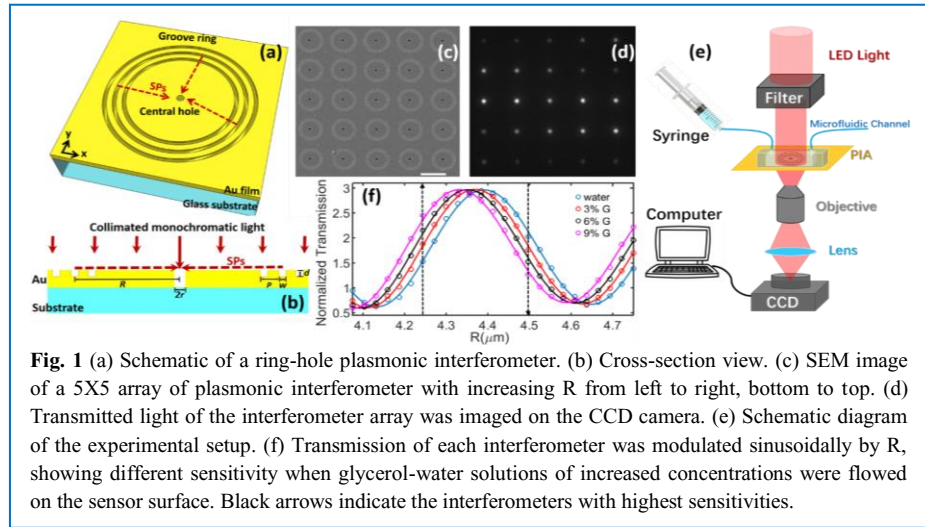 (a)
Groove ring
SPs
Central hole
y
x
Au film
Glass substrate
Collimated monochromatic light
SPs
Au
R
2r
P
W
d
Substrate
(b)
(c)
(d)
(e)
LED Light
Filter
Syringe
Microfluidic Channel
PIA
Computer
Objective
Lens
CCD
(f)
water
3% G
6% G
9% G
Normalized Transmission
3
2.5
2
1.5
1
0.5
4.1 4.2 4.3 4.4 4.5 4.6 4.7
R(μm)
Fig. 1 (a) Schematic of a ring-hole plasmonic interferometer. (b) Cross-section view. (c) SEM image
of a 5X5 array of plasmonic interferometer with increasing R from left to right, bottom to top. (d)
Transmitted light of the interferometer array was imaged on the CCD camera. (e) Schematic diagram
of the experimental setup. (f) Transmission of each interferometer was modulated sinusoidally by R,
showing different sensitivity when glycerol-water solutions of increased concentrations were flowed
on the sensor surface. Black arrows indicate the interferometers with highest sensitivities.